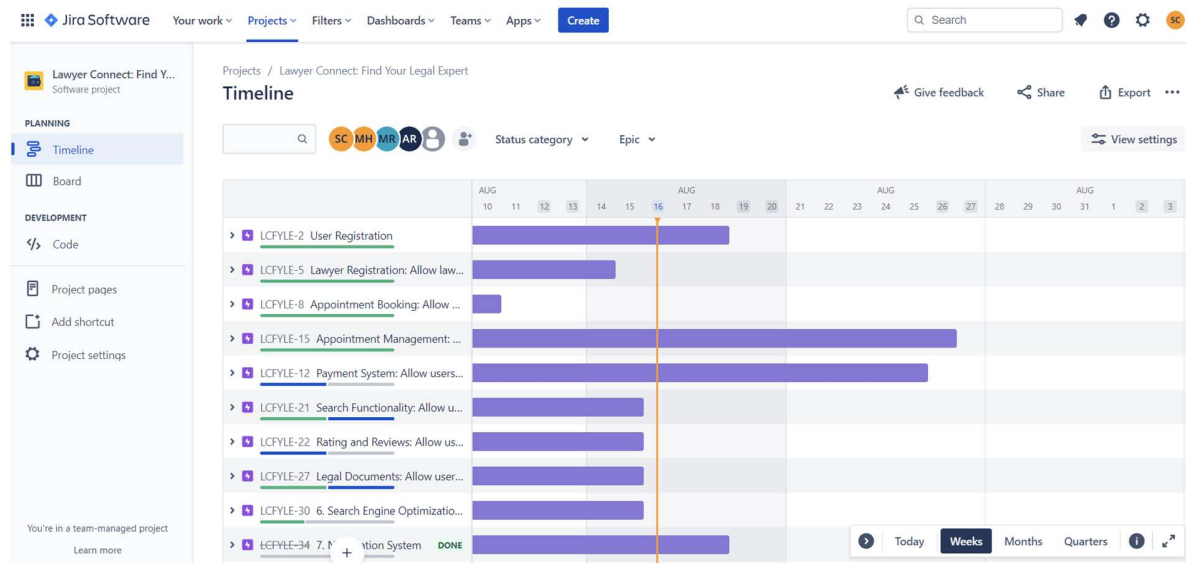 Jira Software Your work Projects Filters Dashboards Teams Apps Create Search SC
Lawyer Connect: Find Y...
Software project
PLANNING
Timeline
Board
DEVELOPMENT
Code
Project pages
Add shortcut
Project settings
You're in a team-managed project
Learn more
Projects / Lawyer Connect: Find Your Legal Expert
Timeline
Give feedback Share Export
SC MH MR AR Status category Epic View settings
AUG AUG AUG AUG
10 11 12 13 14 15 16 17 18 19 20 21 22 23 24 25 26 27 28 29 30 31 1 2 3
LCFYLE-2 User Registration
LCFYLE-5 Lawyer Registration: Allow law...
LCFYLE-8 Appointment Booking: Allow ...
LCFYLE-15 Appointment Management: ...
LCFYLE-12 Payment System: Allow users...
LCFYLE-21 Search Functionality: Allow u...
LCFYLE-22 Rating and Reviews: Allow us...
LCFYLE-27 Legal Documents: Allow user...
LCFYLE-30 6. Search Engine Optimizatio...
LCFYLE-34 7. System DONE
Today Weeks Months Quarters